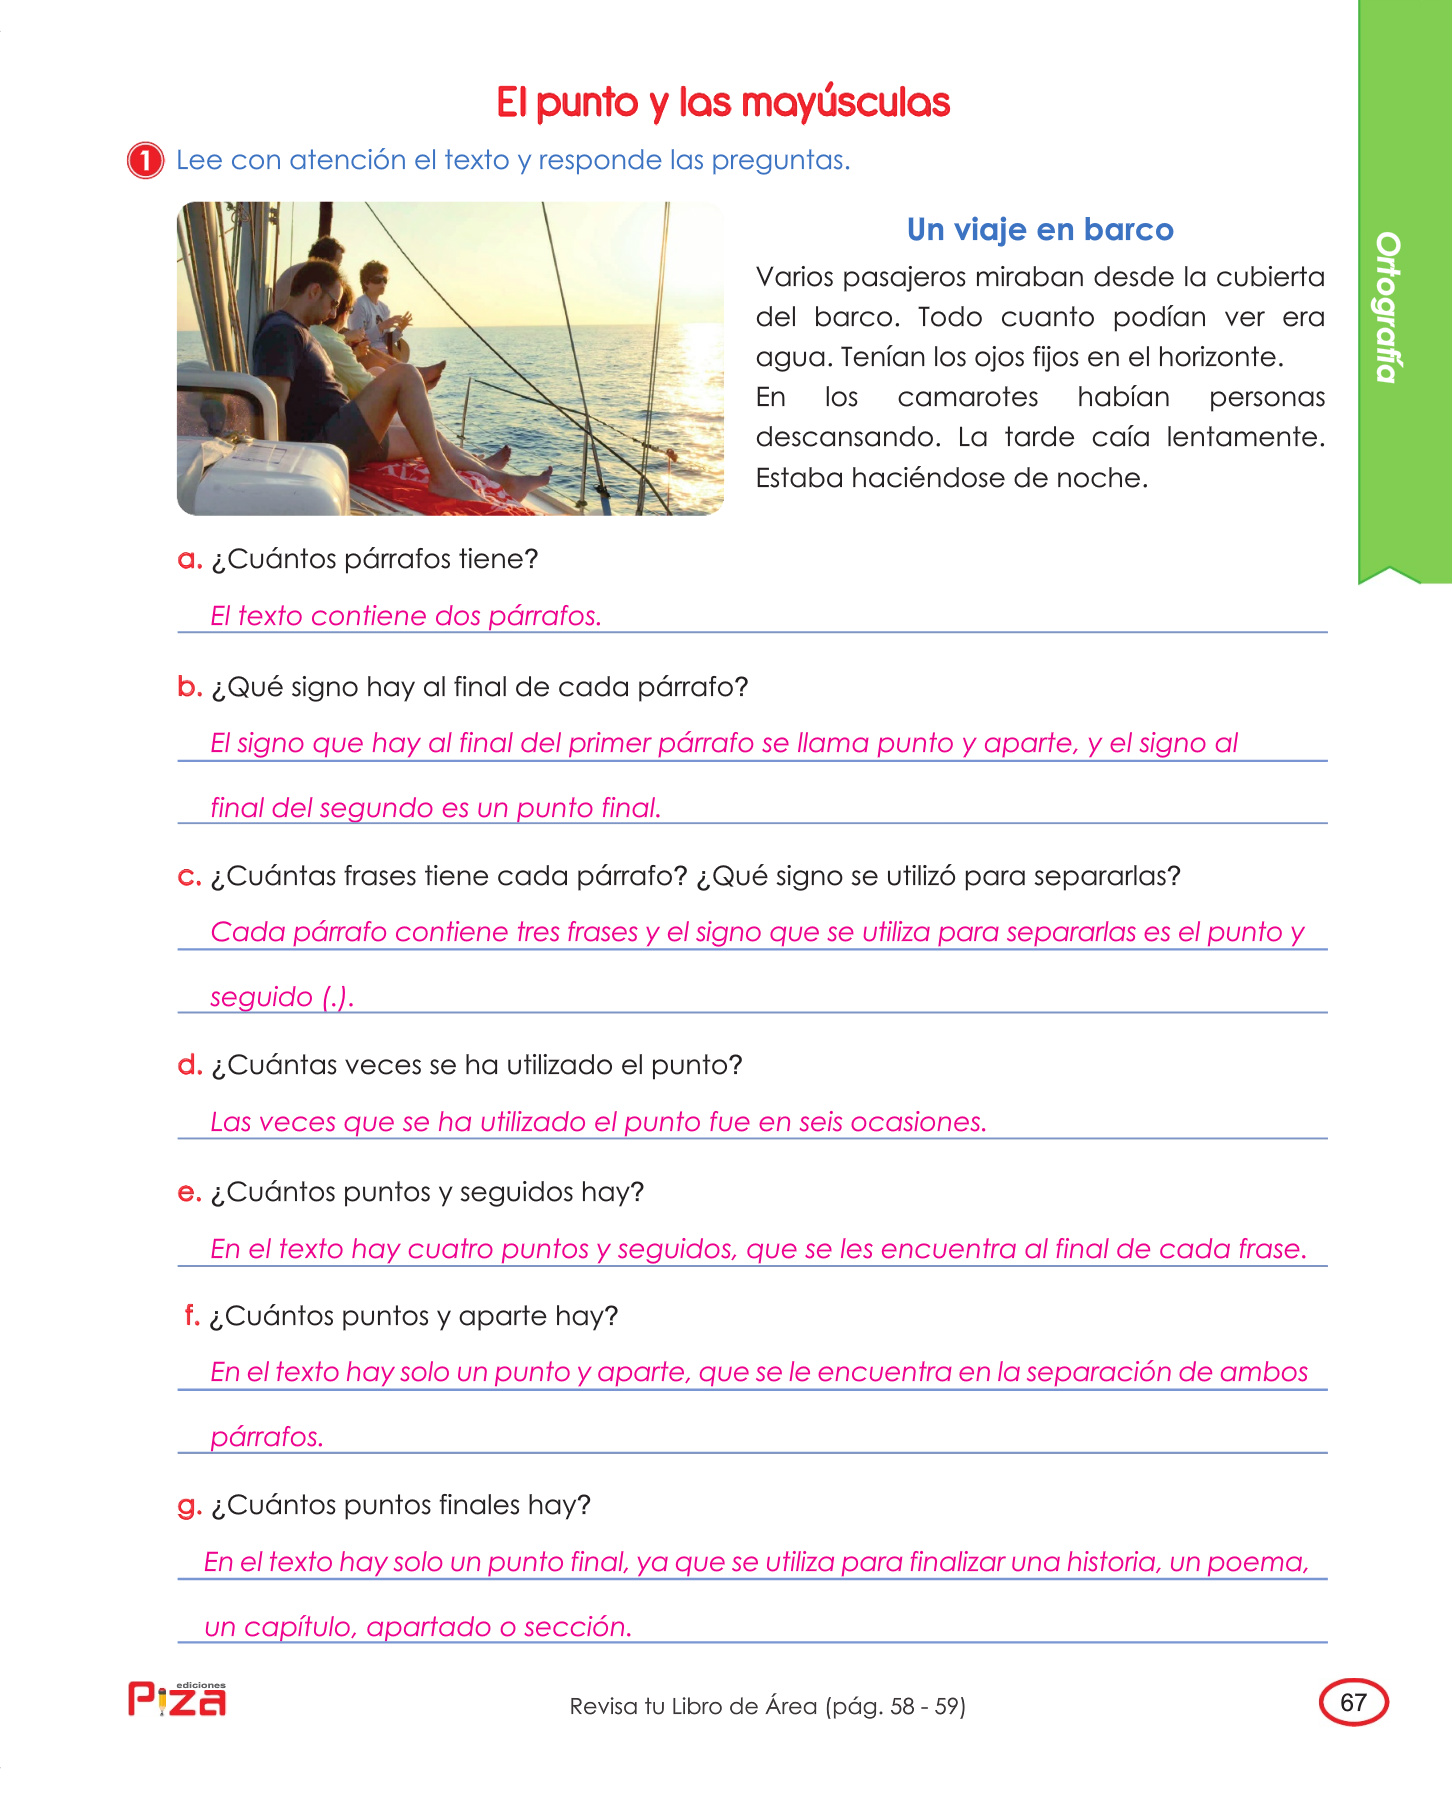 El punto y las mayúsculas
1 Lee con atención el texto y responde las preguntas.
Un viaje en barco
Varios pasajeros miraban desde la cubierta
del barco. Todo cuanto podían ver era
agua. Tenían los ojos fijos en el horizonte.
En los camarotes habían personas
descansando. La tarde caía lentamente.
Estaba haciéndose de noche.
Ortografía
a. ¿Cuántos párrafos tiene?
El texto contiene dos párrafos.
b. ¿Qué signo hay al final de cada párrafo?
El signo que hay al final del primer párrafo se llama punto y aparte, y el signo al
final del segundo es un punto final.
c. ¿Cuántas frases tiene cada párrafo? ¿Qué signo se utilizó para separarlas?
Cada párrafo contiene tres frases y el signo que se utiliza para separarlas es el punto y
seguido (.).
d. ¿Cuántas veces se ha utilizado el punto?
Las veces que se ha utilizado el punto fue en seis ocasiones.
e. ¿Cuántos puntos y seguidos hay?
En el texto hay cuatro puntos y seguidos, que se les encuentra al final de cada frase.
f. ¿Cuántos puntos y aparte hay?
En el texto hay solo un punto y aparte, que se le encuentra en la separación de ambos
párrafos.
g. ¿Cuántos puntos finales hay?
En el texto hay solo un punto final, ya que se utiliza para finalizar una historia, un poema,
un capítulo, apartado o sección.
ediciones
Piza
Revisa tu Libro de Área (pág. 58 - 59)
67